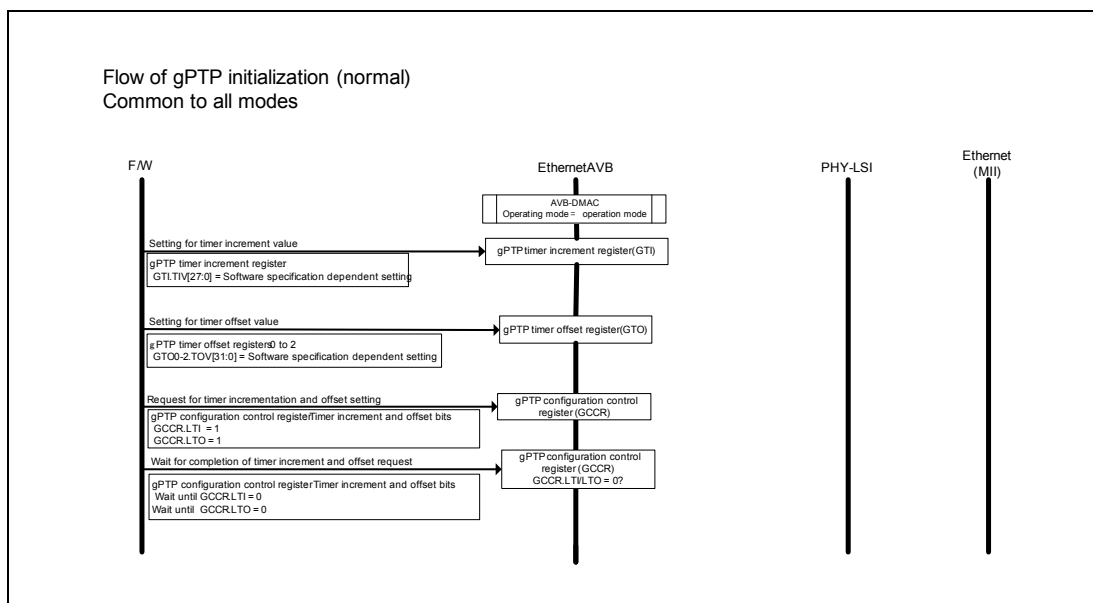 Flow of gPTP initialization (normal)
Common to all modes
F/W
EthernetAVB
PHY-LSI
Ethernet
(MII)
AVB-DMAC
Operating mode = operation mode
Setting for timer increment value
gPTP timer increment register(GTI)
gPTP timer increment register
GTI.TIV[27:0] = Software specification dependent setting
Setting for timer offset value
gPTP timer offset register(GTO)
gPTP timer offset registers0 to 2
GTO0-2.TOV[31:0] = Software specification dependent setting
Request for timer incrementation and offset setting
gPTP configuration control
register (GCCR)
gPTP configuration control registerTimer increment and offset bits
GCCR.LTI = 1
GCCR.LTO = 1
Wait for completion of timer increment and offset request
gPTP configuration control
register (GCCR)
GCCR.LTI/LTO = 0?
gPTP configuration control registerTimer increment and offset bits
Wait until GCCR.LTI = 0
Wait until GCCR.LTO = 0